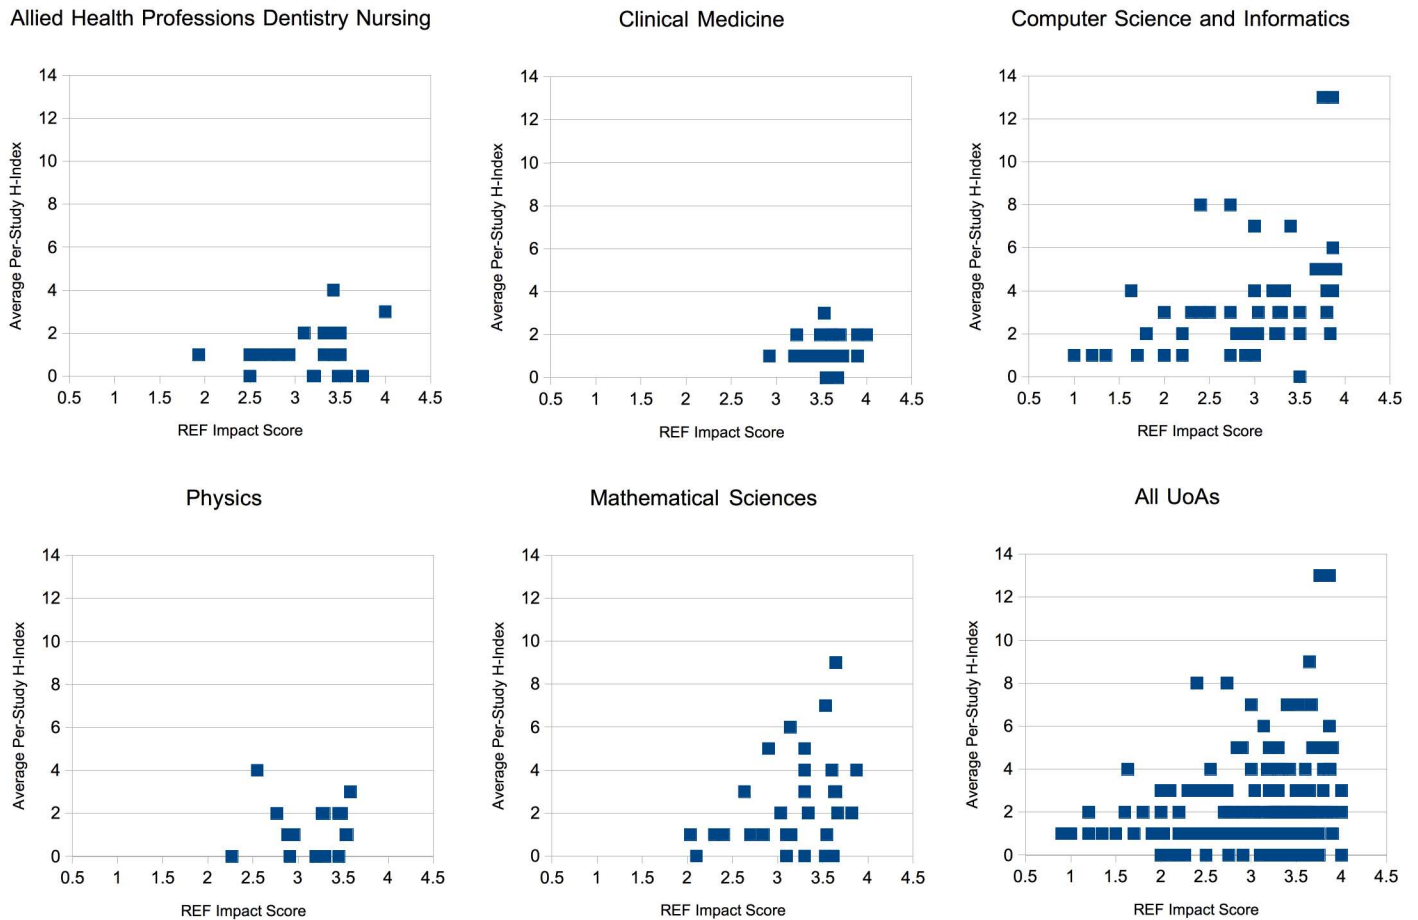 Allied Health Professions Dentistry Nursing
14
12
10
8
6
4
2
0
Average Per-Study H-Index
0.5 1 1.5 2 2.5 3 3.5 4 4.5
REF Impact Score
Clinical Medicine
14
12
10
8
6
4
2
0
Average Per-Study H-Index
0.5 1 1.5 2 2.5 3 3.5 4 4.5
REF Impact Score
Computer Science and Informatics
14
12
10
8
6
4
2
0
Average Per-Study H-Index
0.5 1 1.5 2 2.5 3 3.5 4 4.5
REF Impact Score
Physics
14
12
10
8
6
4
2
0
Average Per-Study H-Index
0.5 1 1.5 2 2.5 3 3.5 4 4.5
REF Impact Score
Mathematical Sciences
14
12
10
8
6
4
2
0
Average Per-Study H-Index
0.5 1 1.5 2 2.5 3 3.5 4 4.5
REF Impact Score
All UoAs
14
12
10
8
6
4
2
0
Average Per-Study H-Index
0.5 1 1.5 2 2.5 3 3.5 4 4.5
REF Impact Score